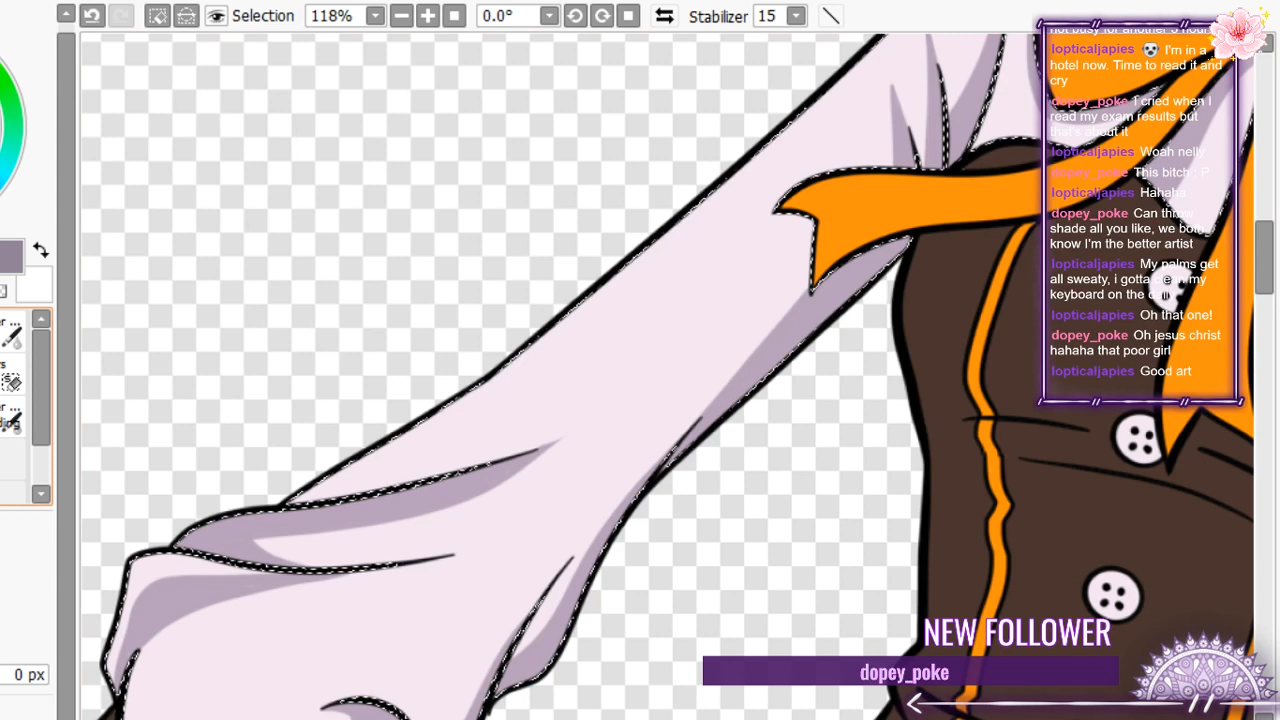 Selection 118% 0.0° Stabilizer 15
not busy for another 5 hours
lopticaljapies I'm in a
hotel now. Time to read it and
cry
dopey_poke I cried when I
read my exam results but
that's about it
lopticaljapies Woah nelly
dopey_poke This bitch : P
lopticaljapies Hahaha
dopey_poke Can throw
shade all you like, we both
know I'm the better artist
lopticaljapies My palms get
all sweaty, i gotta clean my
keyboard on the
lopticaljapies Oh that one!
dopey_poke Oh jesus christ
hahaha that poor girl
lopticaljapies Good art
0 px
NEW FOLLOWER
dopey_poke